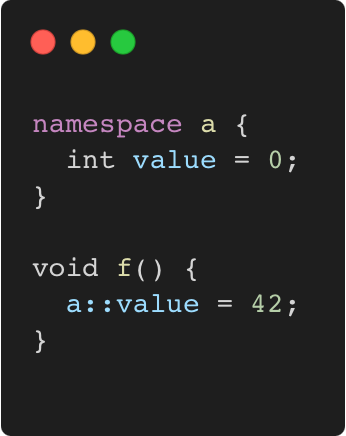 namespace a {
  int value = 0;
}

void f() {
  a::value = 42;
}